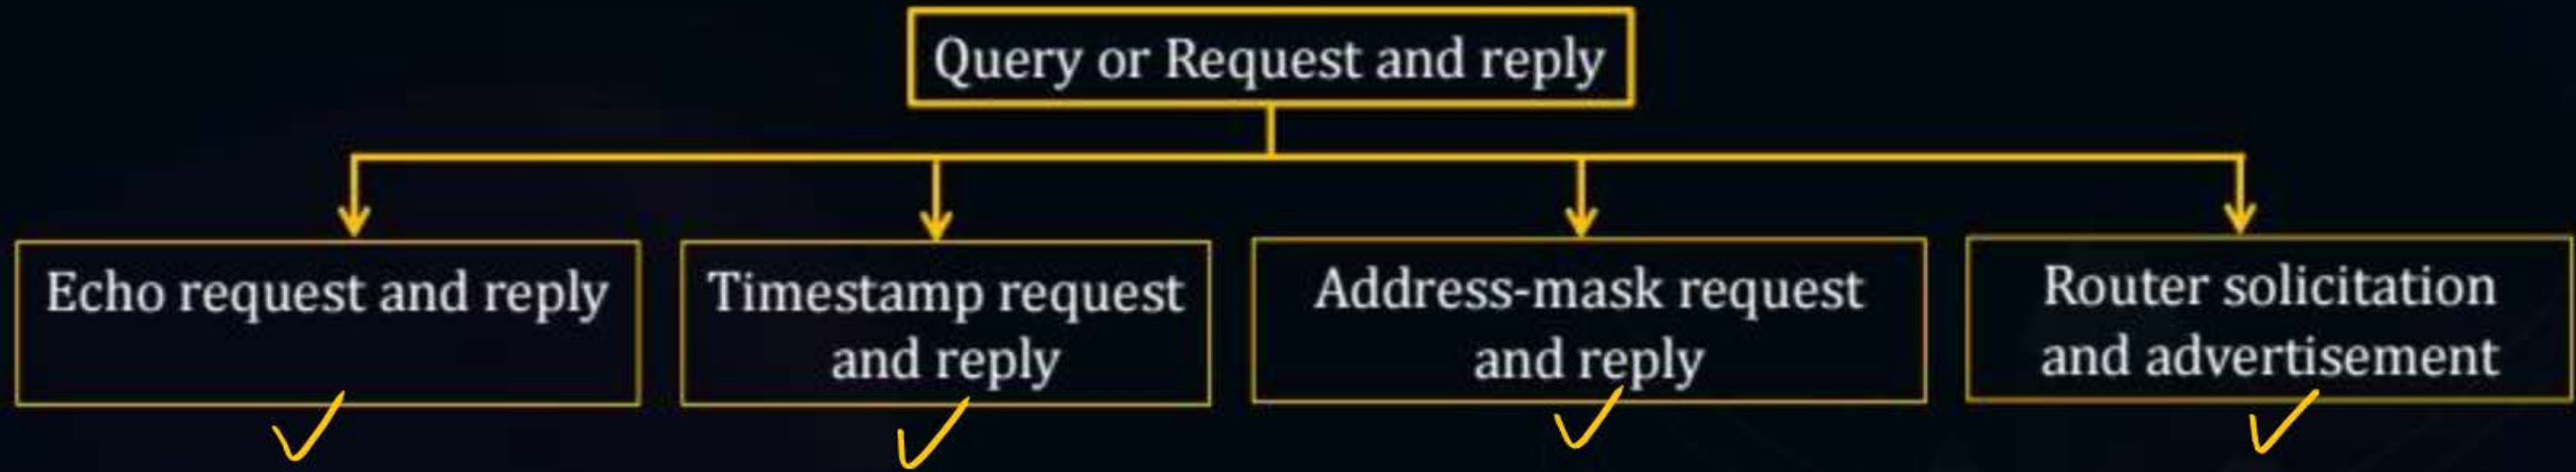 Query or Request and reply
Echo request and reply
Timestamp request
and reply
Address-mask request
and reply
Router solicitation
and advertisement